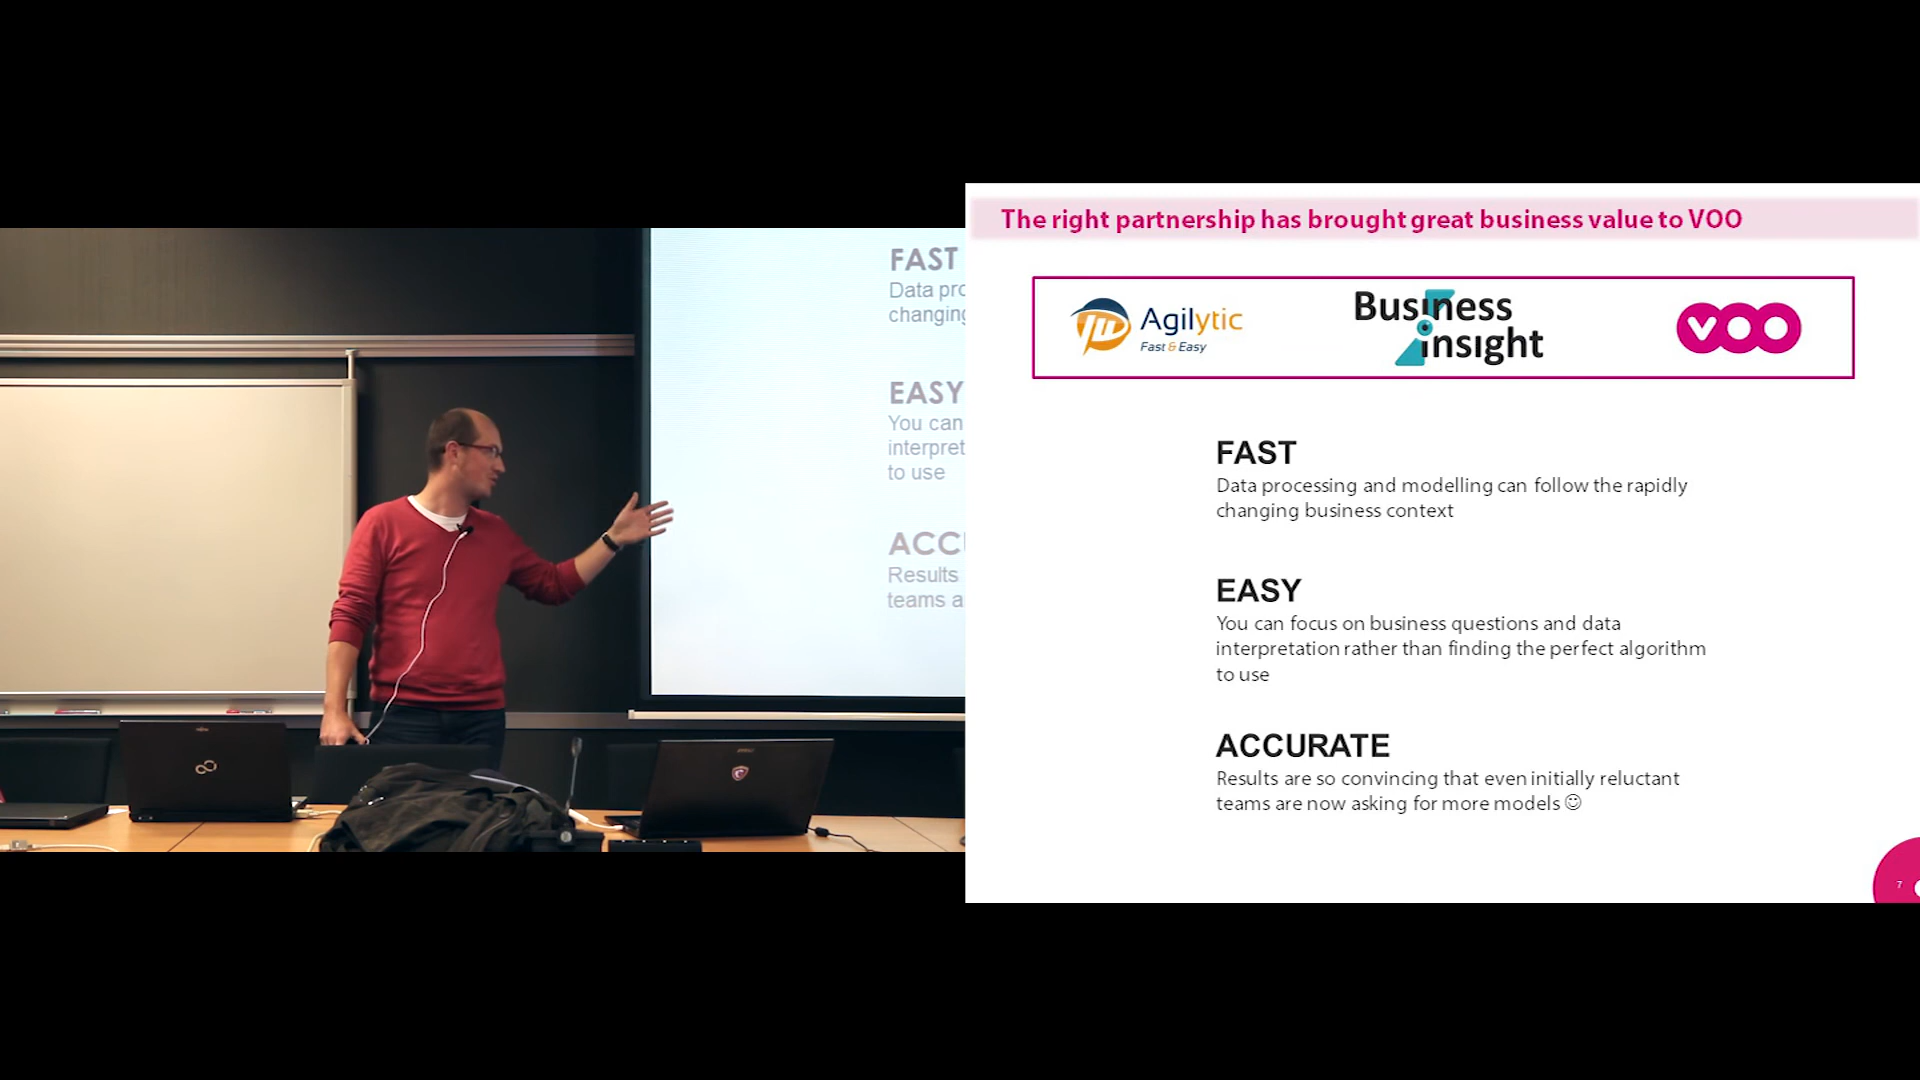 FAST
Data pro
changing
EASY
You can
interpret
to use
ACC
Results
teams a
The right partnership has brought great business value to VOO
Agilytic
Fast & Easy
Business
insight
VOO
FAST
Data processing and modelling can follow the rapidly
changing business context
EASY
You can focus on business questions and data
interpretation rather than finding the perfect algorithm
to use
ACCURATE
Results are so convincing that even initially reluctant
teams are now asking for more models ☺
7